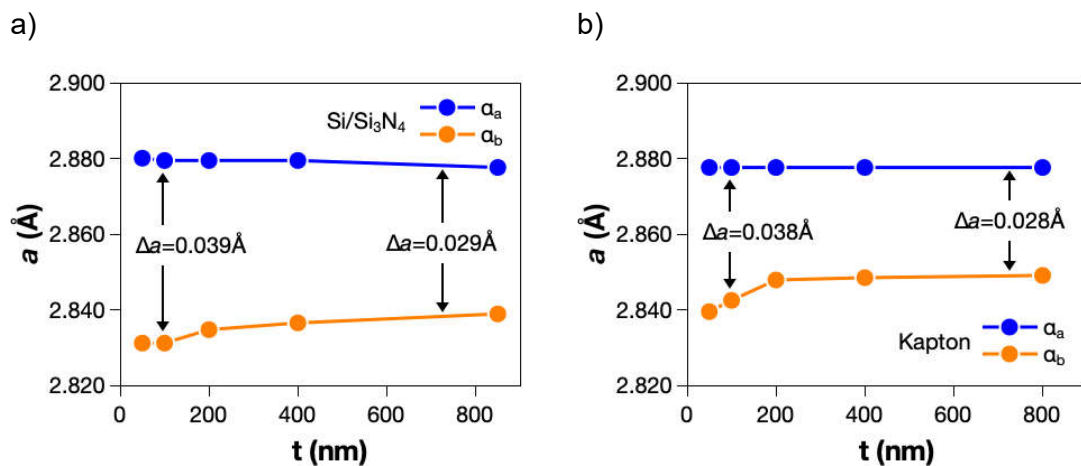 a)
2.900
2.880
2.860
2.840
2.820
a (Å)
Si/Si₃N₄
αₐ
α_b
Δa=0.039Å
Δa=0.029Å
0 200 400 600 800
t (nm)
b)
2.900
2.880
2.860
2.840
2.820
a (Å)
Δa=0.038Å
Δa=0.028Å
Kapton
αₐ
α_b
0 200 400 600 800
t (nm)